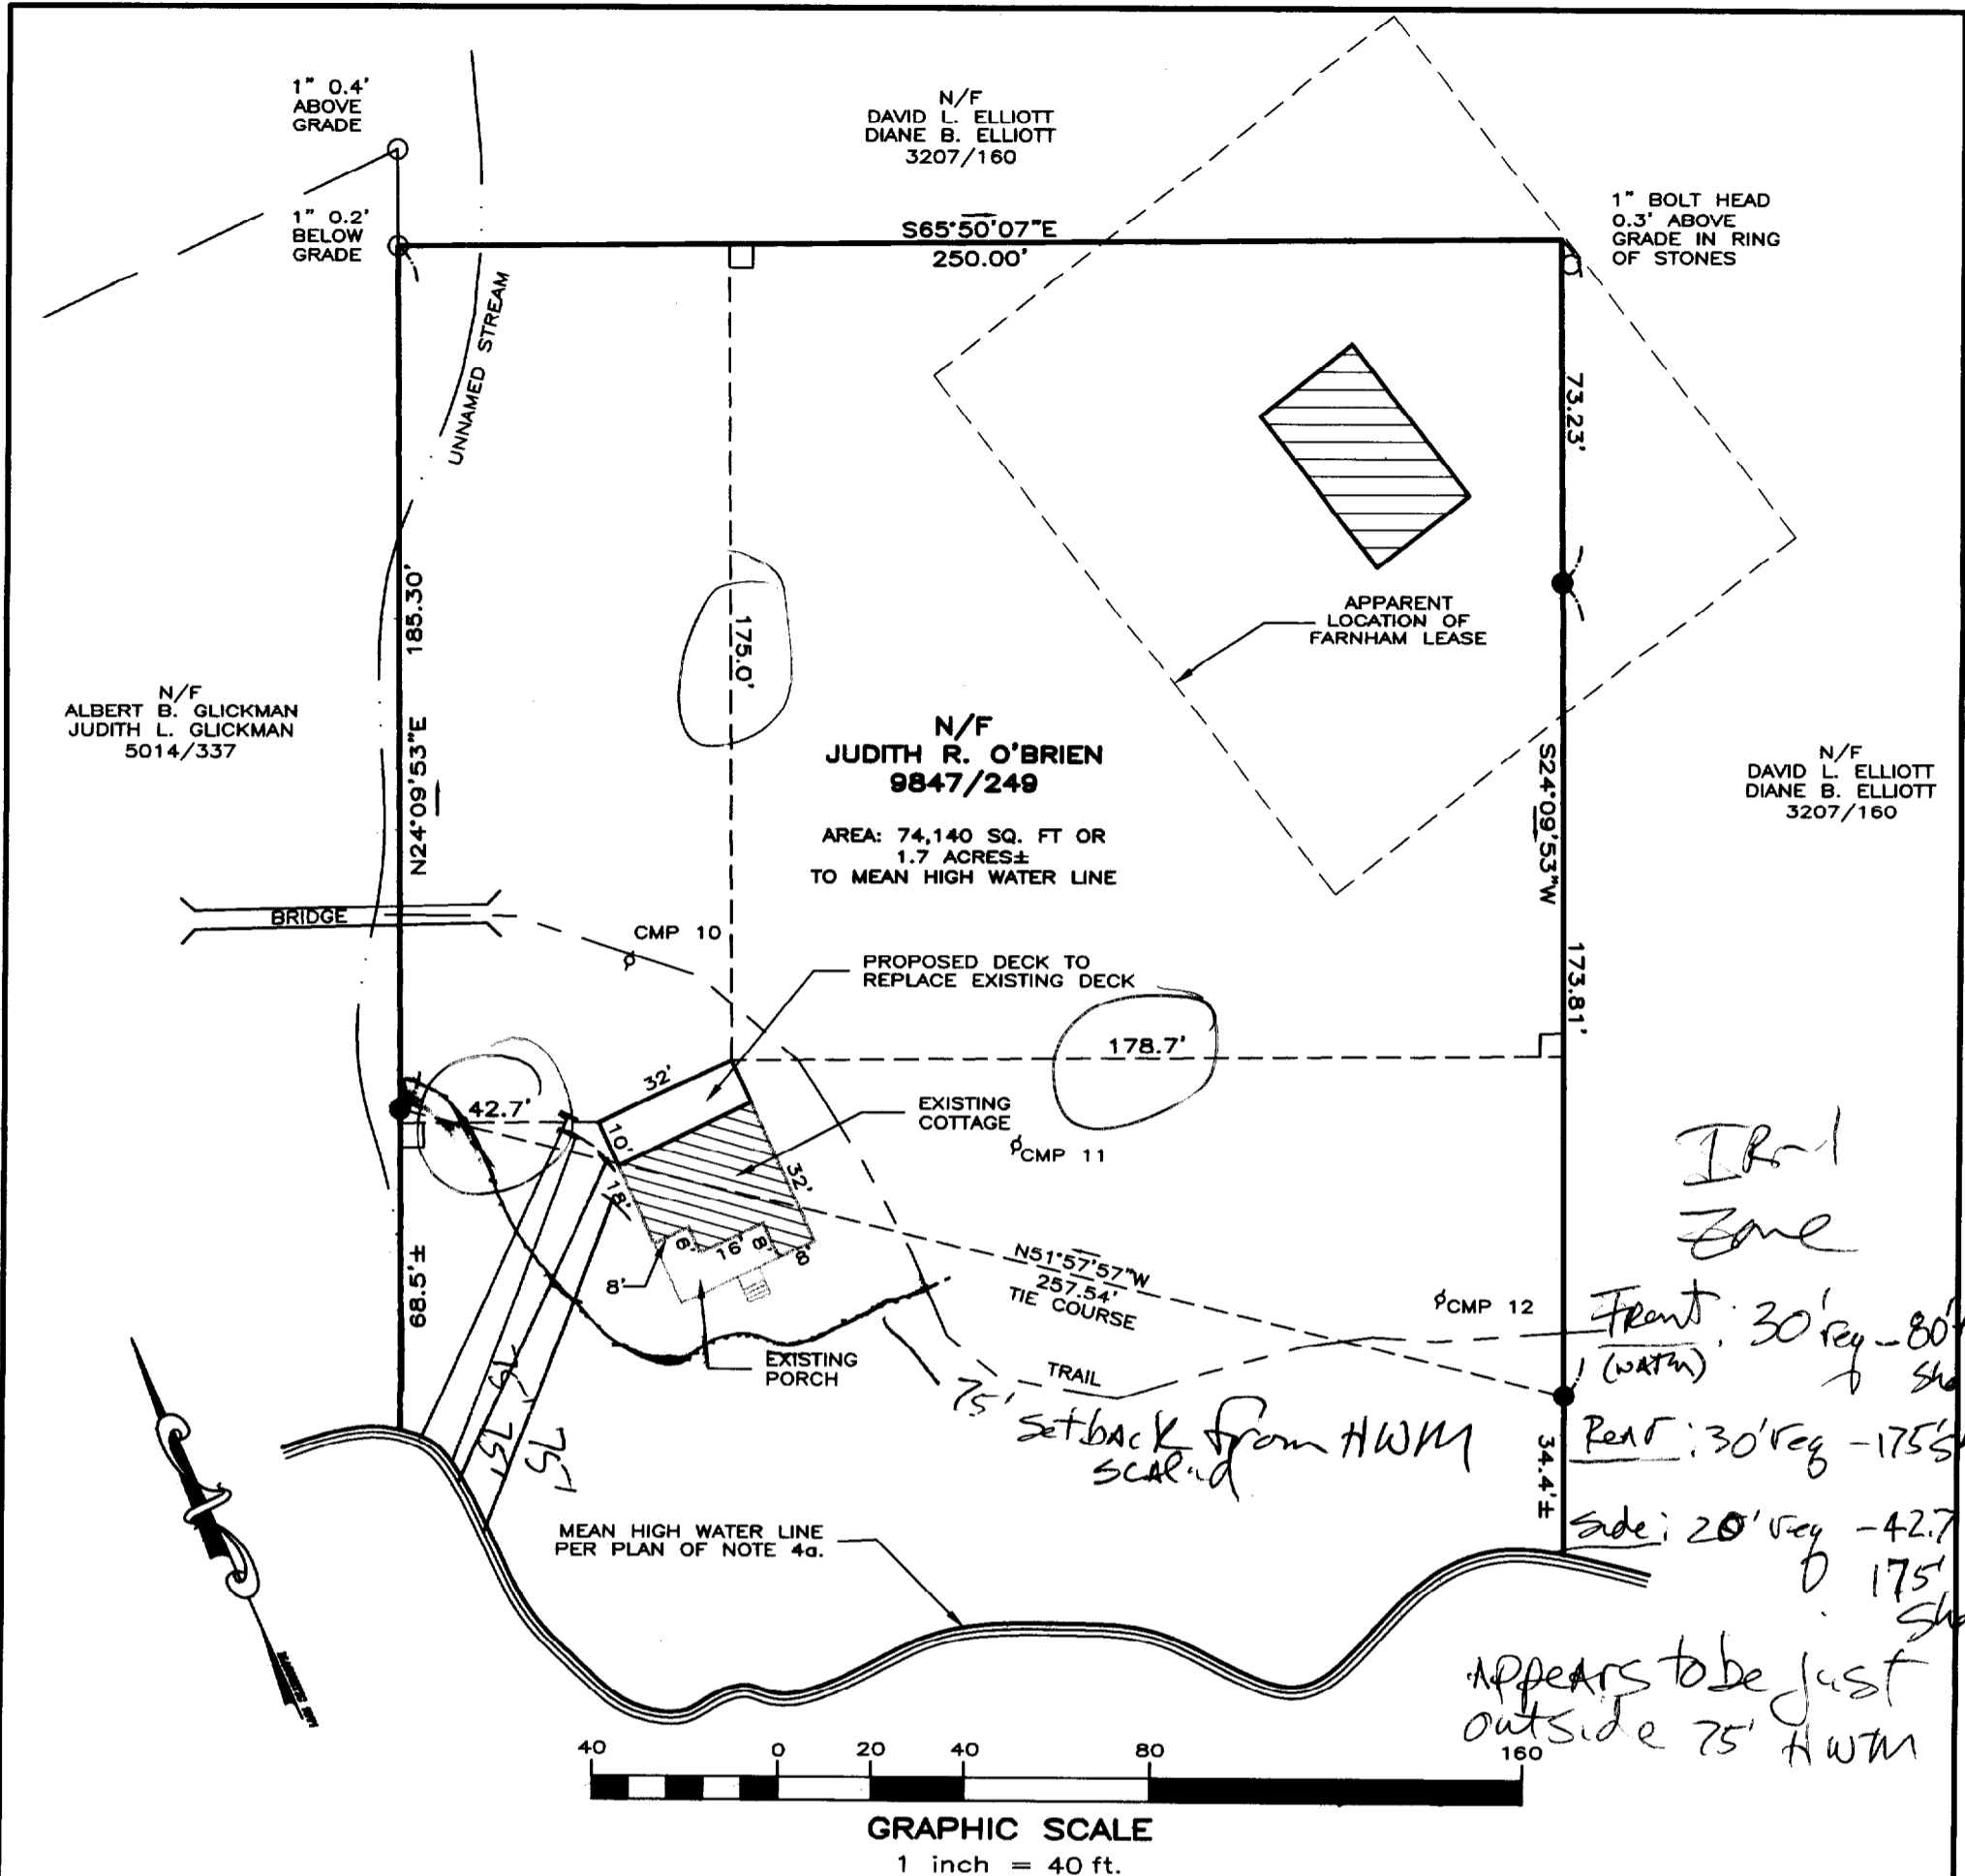 1" 0.4'
ABOVE
GRADE
N/F
DAVID L. ELLIOTT
DIANE B. ELLIOTT
3207/160
1" 0.2'
BELOW
GRADE
S65°50'07"E
250.00'
1" BOLT HEAD
0.3' ABOVE
GRADE IN RING
OF STONES
UNNAMED STREAM
73.23'
185.30'
N24°09'53"E
175.0'
APPARENT
LOCATION OF
FARNHAM LEASE
N/F
ALBERT B. GLICKMAN
JUDITH L. GLICKMAN
5014/337
N/F
JUDITH R. O'BRIEN
9847/249
AREA: 74,140 SQ. FT OR
1.7 ACRES±
TO MEAN HIGH WATER LINE
S24°09'53"W
N/F
DAVID L. ELLIOTT
DIANE B. ELLIOTT
3207/160
BRIDGE
CMP 10
PROPOSED DECK TO
REPLACE EXISTING DECK
173.81'
178.7'
32'
42.7'
10'
EXISTING
COTTAGE
CMP 11
32'
18'
8'
16'
8'
8'
8'
68.5'±
N51°57'57"W
257.54'
TIE COURSE
CMP 12
EXISTING
PORCH
TRAIL
75'
75'
75'
75' setback from HWM
scaled
34.4'±
IR-1
Zone
Front: 30' req - 80'
(water)
Rear: 30' req - 175'
Side: 20' req - 42.7
175'
MEAN HIGH WATER LINE
PER PLAN OF NOTE 4a.
Appears to be just
outside 75' HWM
40 0 20 40 80 160
GRAPHIC SCALE
1 inch = 40 ft.